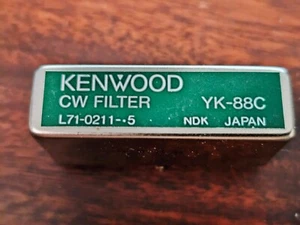 KENWOOD
CW FILTER YK-88C
L71-0211-·5 NDK JAPAN